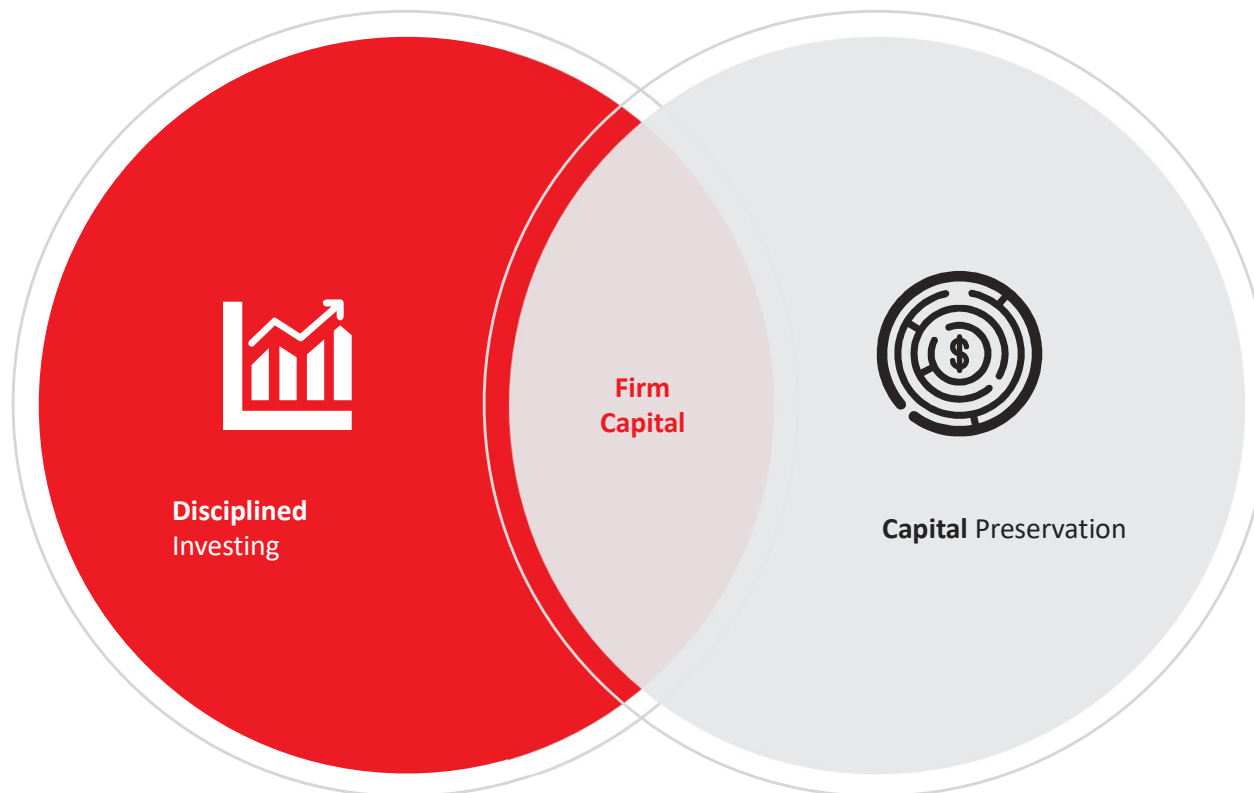 Disciplined
Investing
Firm
Capital
$
Capital Preservation